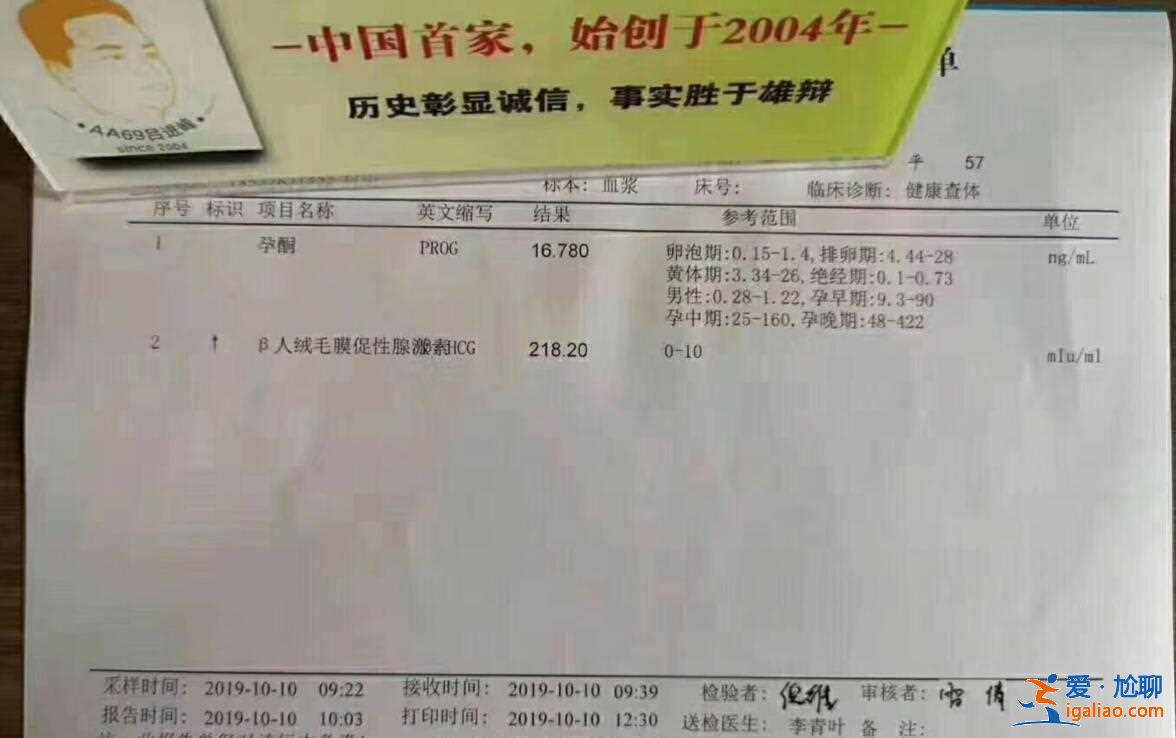 -中国首家，始创于2004年-
历史彰显诚信，事实胜于雄辩
AA69吕进峰
since 2004
单
57
标本: 血浆 床号: 临床诊断: 健康查体
序号 标识 项目名称 英文缩写 结果 参考范围 单位
1 孕酮 PROG 16.780 卵泡期:0.15-1.4,排卵期:4.44-28 ng/mL
黄体期:3.34-26,绝经期:0.1-0.73
男性:0.28-1.22,孕早期:9.3-90
孕中期:25-160,孕晚期:48-422
2 ↑ β人绒毛膜促性腺激素HCG 218.20 0-10 mIu/ml
采样时间: 2019-10-10 09:22 接收时间: 2019-10-10 09:39 检验者: 审核者:
报告时间: 2019-10-10 10:03 打印时间: 2019-10-10 12:30 送检医生: 李青叶 备 注:
爱·尬聊
igaliao.com